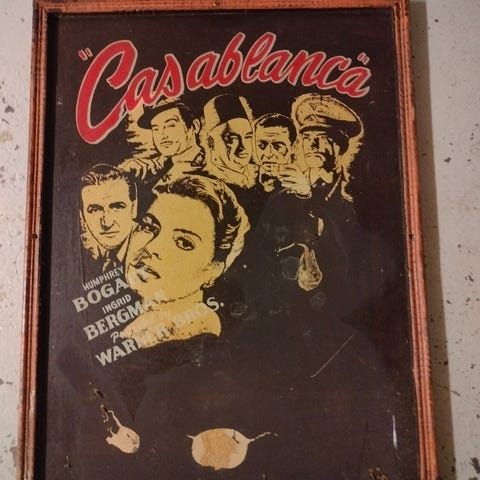 "Casablanca"
HUMPHREY
BOGA
INGRID
BERGMAN
WARNER BROS.